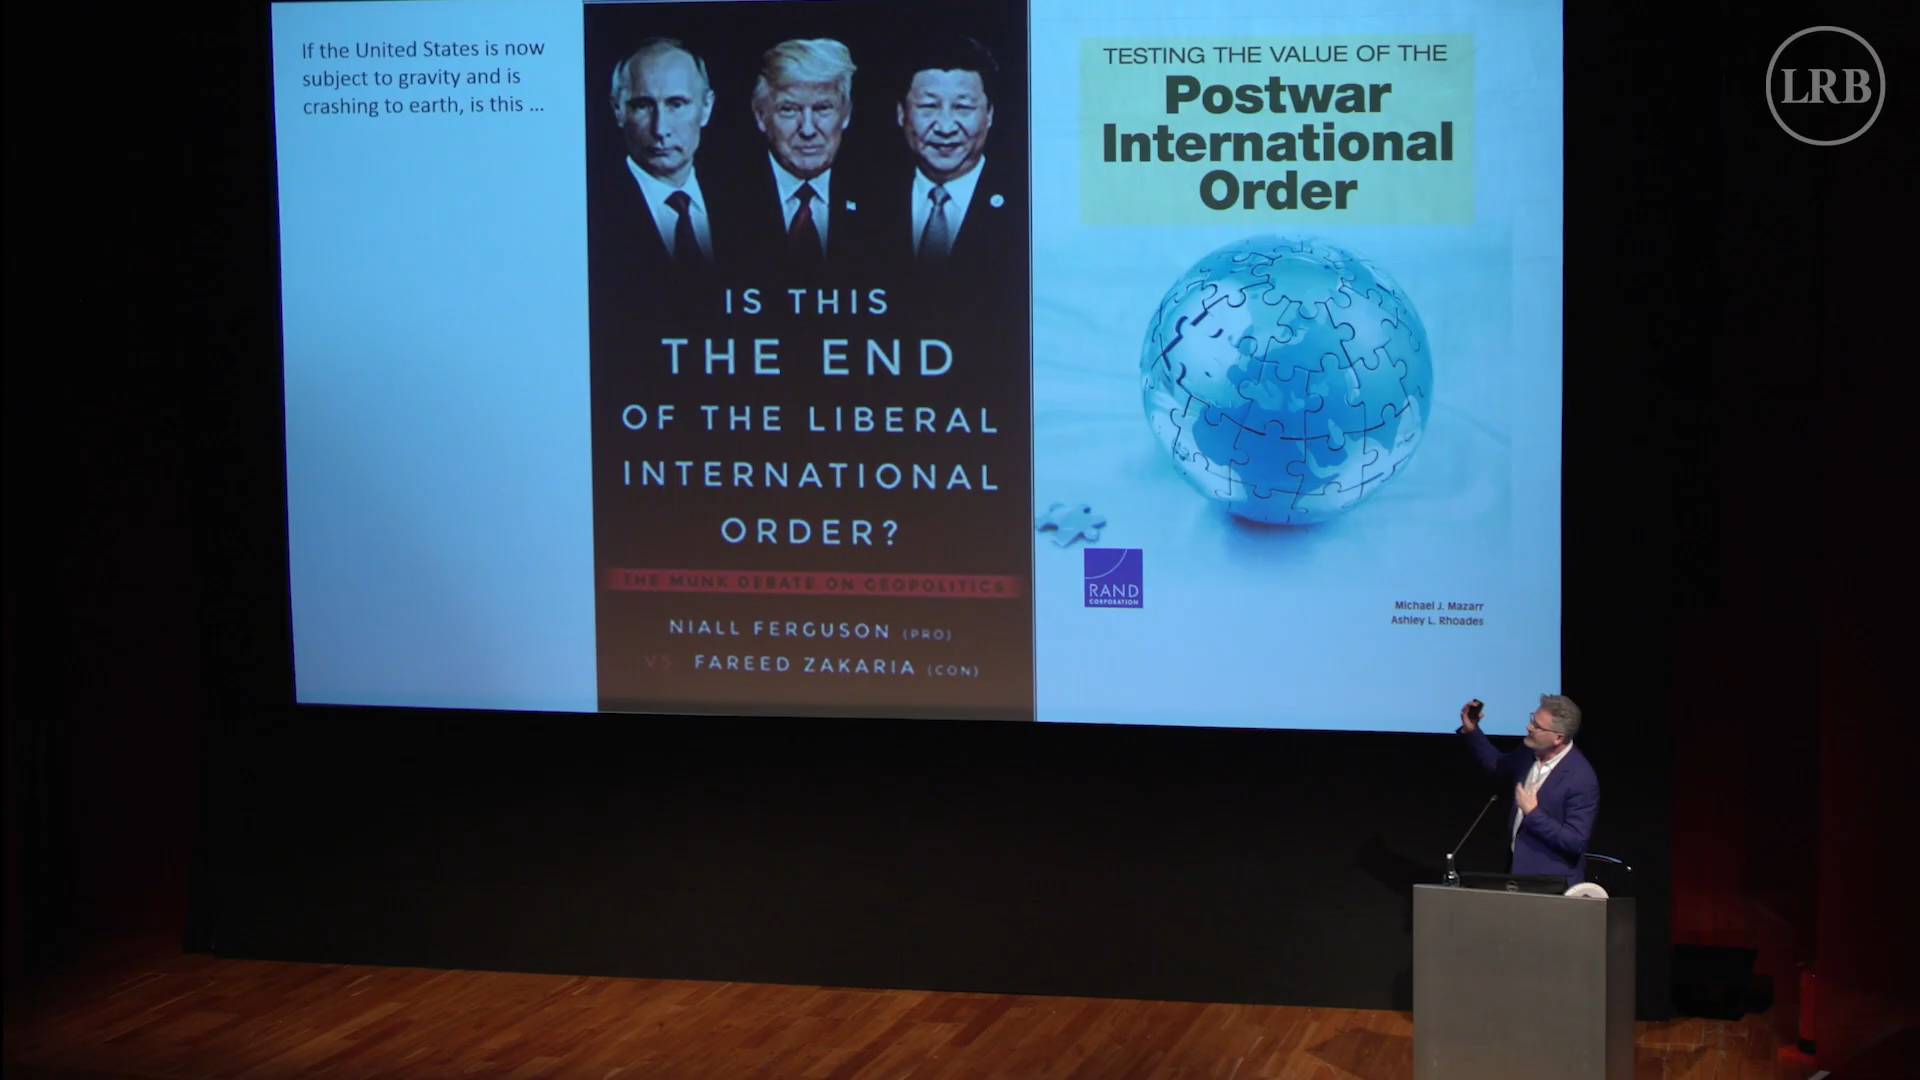 If the United States is now
subject to gravity and is
crashing to earth, is this ...
IS THIS
THE END
OF THE LIBERAL
INTERNATIONAL
ORDER?
THE MUNK DEBATE ON GEOPOLITICS
NIALL FERGUSON (PRO)
VS FAREED ZAKARIA (CON)
TESTING THE VALUE OF THE
Postwar
International
Order
RAND
CORPORATION
Michael J. Mazarr
Ashley L. Rhoades
LRB